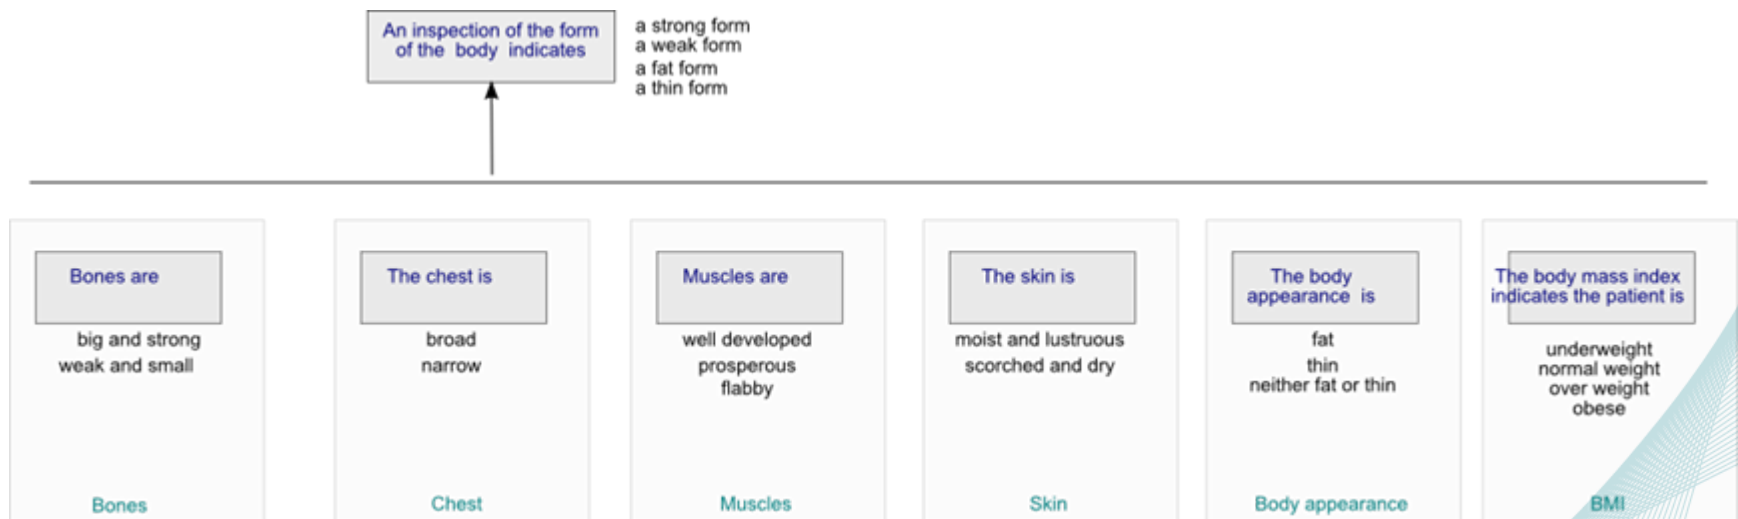 An inspection of the form
of the body indicates
a strong form
a weak form
a fat form
a thin form
Bones are
big and strong
weak and small
Bones
The chest is
broad
narrow
Chest
Muscles are
well developed
prosperous
flabby
Muscles
The skin is
moist and lustruous
scorched and dry
Skin
The body
appearance is
fat
thin
neither fat or thin
Body appearance
The body mass index
indicates the patient is
underweight
normal weight
over weight
obese
BMI